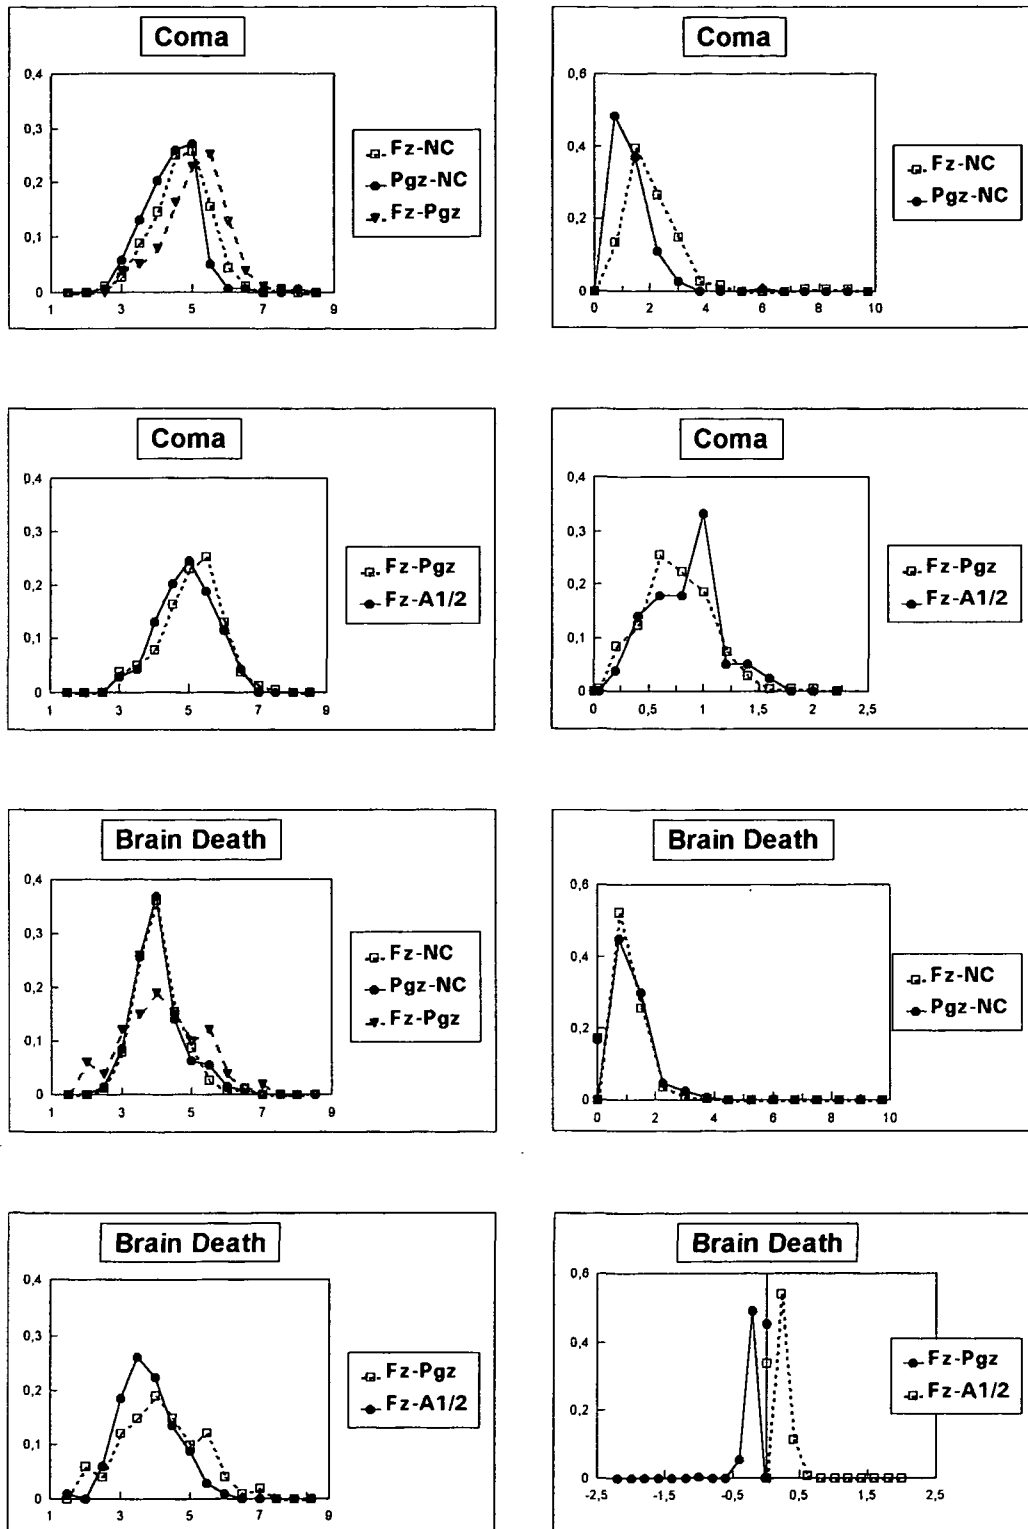 Coma
0,4
0,3
0,2
0,1
0
1 3 5 7 9
Fz-NC
Pgz-NC
Fz-Pgz
Coma
0,6
0,4
0,2
0
0 2 4 6 8 10
Fz-NC
Pgz-NC
Coma
0,4
0,3
0,2
0,1
0
1 3 5 7 9
Fz-Pgz
Fz-A1/2
Coma
0,4
0,3
0,2
0,1
0
0 0,5 1 1,5 2 2,5
Fz-Pgz
Fz-A1/2
Brain Death
0,4
0,3
0,2
0,1
0
1 3 5 7 9
Fz-NC
Pgz-NC
Fz-Pgz
Brain Death
0,6
0,4
0,2
0
0 2 4 6 8 10
Fz-NC
Pgz-NC
Brain Death
0,4
0,3
0,2
0,1
0
1 3 5 7 9
Fz-Pgz
Fz-A1/2
Brain Death
0,6
0,4
0,2
0
-2,5 -1,5 -0,5 0,5 1,5 2,5
Fz-Pgz
Fz-A1/2